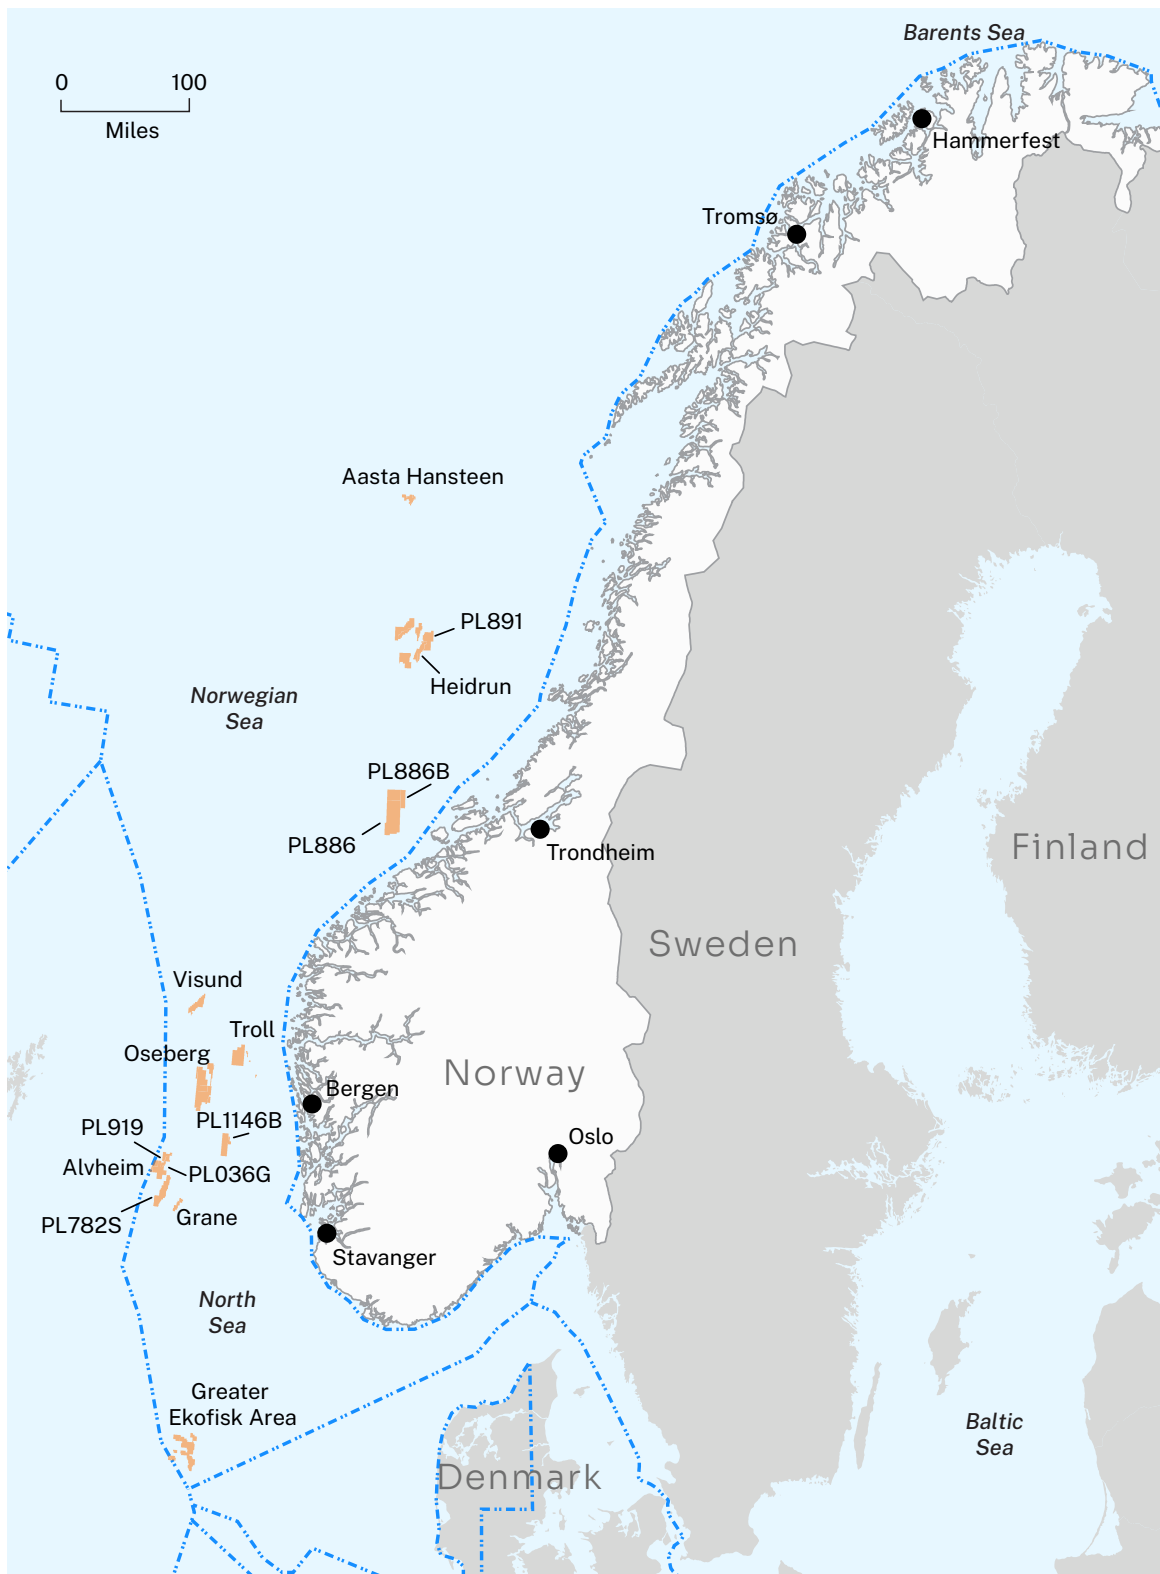 Barents Sea
0 100
Miles
Hammerfest
Tromsø
Aasta Hansteen
PL891
Heidrun
Norwegian
Sea
PL886B
PL886
Trondheim
Finland
Sweden
Visund
Troll
Oseberg
Norway
Bergen
PL1146B
PL919
Oslo
Alvheim
PL036G
Grane
PL782S
Stavanger
North
Sea
Greater
Ekofisk Area
Baltic
Sea
Denmark